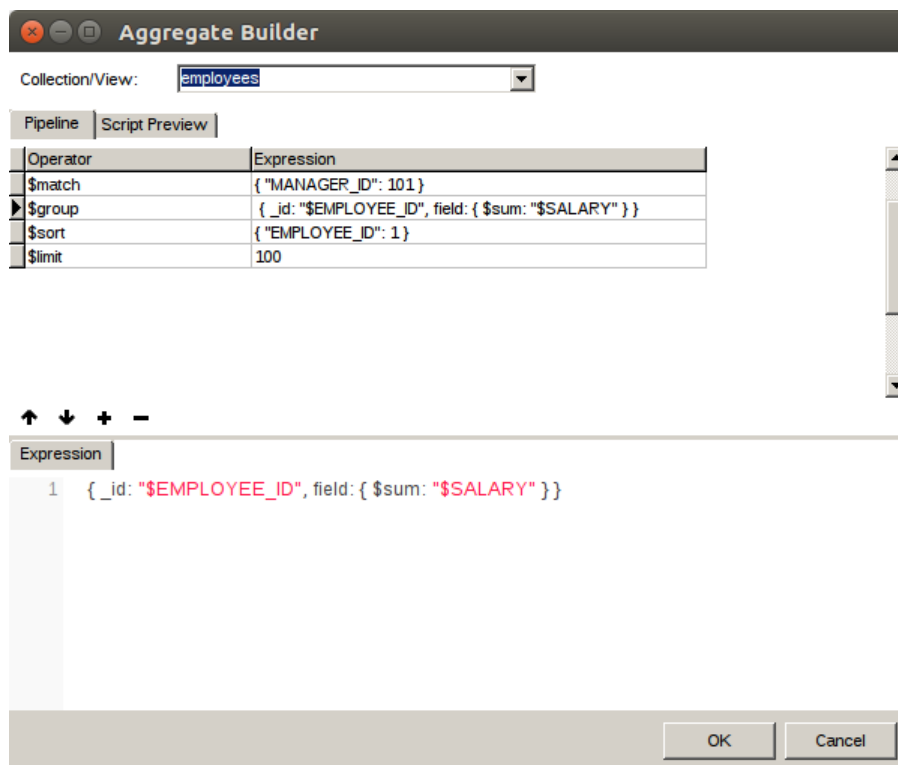 Aggregate Builder
Collection/View: employees
Pipeline Script Preview
Operator Expression
$match { "MANAGER_ID": 101 }
$group { _id: "$EMPLOYEE_ID", field: { $sum: "$SALARY" } }
$sort { "EMPLOYEE_ID": 1 }
$limit 100
Expression
1 { _id: "$EMPLOYEE_ID", field: { $sum: "$SALARY" } }
OK Cancel